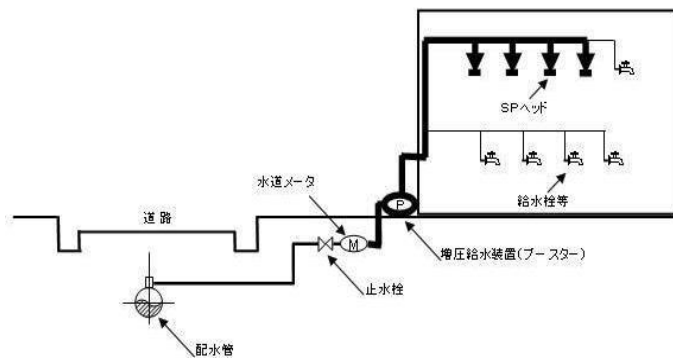 SPヘッド
給水栓等
水道メータ
道路
P
M
増圧給水装置(ブースター)
止水栓
配水管